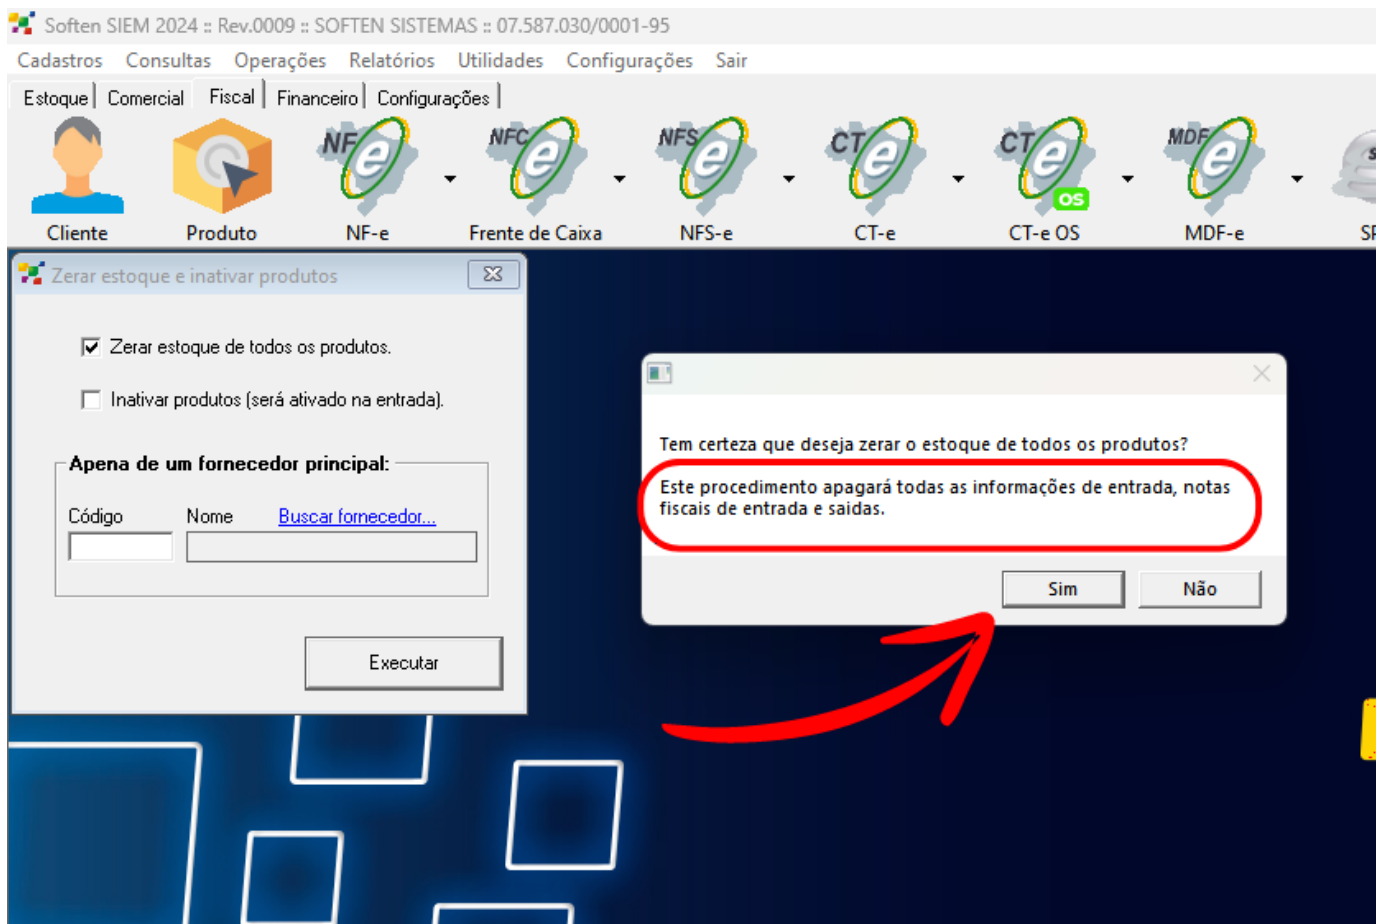 Soften SIEM 2024 :: Rev.0009 :: SOFTEN SISTEMAS :: 07.587.030/0001-95
Cadastros Consultas Operações Relatórios Utilidades Configurações Sair
Estoque Comercial Fiscal Financeiro Configurações
NF e NFC e NFS e CT e CT e OS MDF e S
Cliente Produto NF-e Frente de Caixa NFS-e CT-e CT-e OS MDF-e
Zerar estoque e inativar produtos
Zerar estoque de todos os produtos.
Inativar produtos (será ativado na entrada).
Apena de um fornecedor principal:
Código Nome Buscar fornecedor...
Executar
Tem certeza que deseja zerar o estoque de todos os produtos?
Este procedimento apagará todas as informações de entrada, notas
fiscais de entrada e saidas.
Sim Não